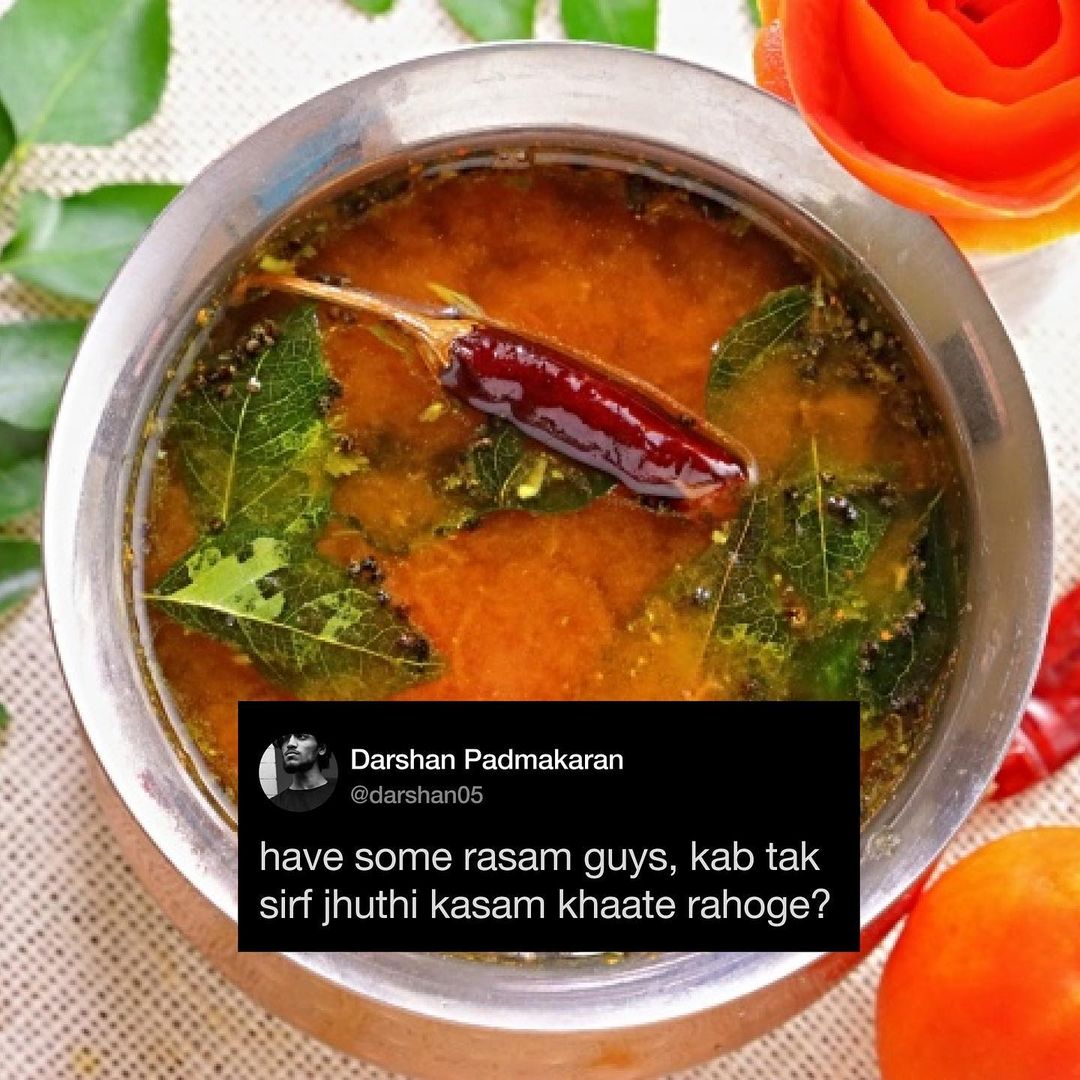 Darshan Padmakaran
@darshan05
have some rasam guys, kab tak
sirf jhuthi kasam khaate rahoge?